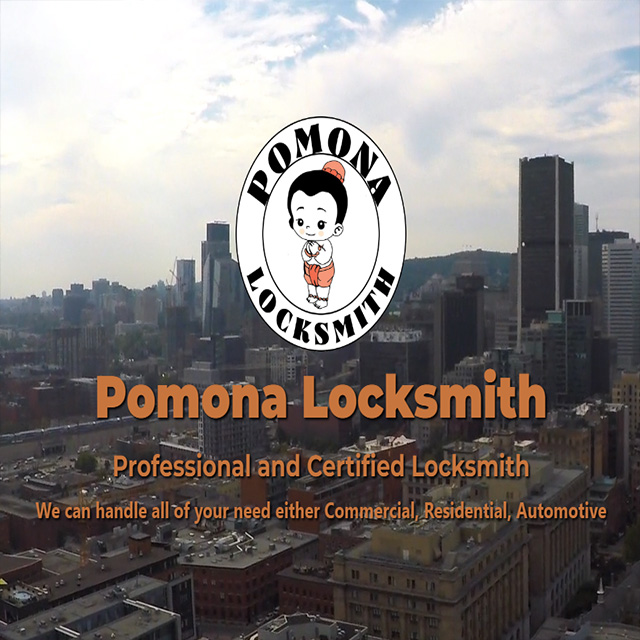 POMONA
LOCKSMITH
Pomona Locksmith
Professional and Certified Locksmith
We can handle all of your need either Commercial, Residential, Automotive